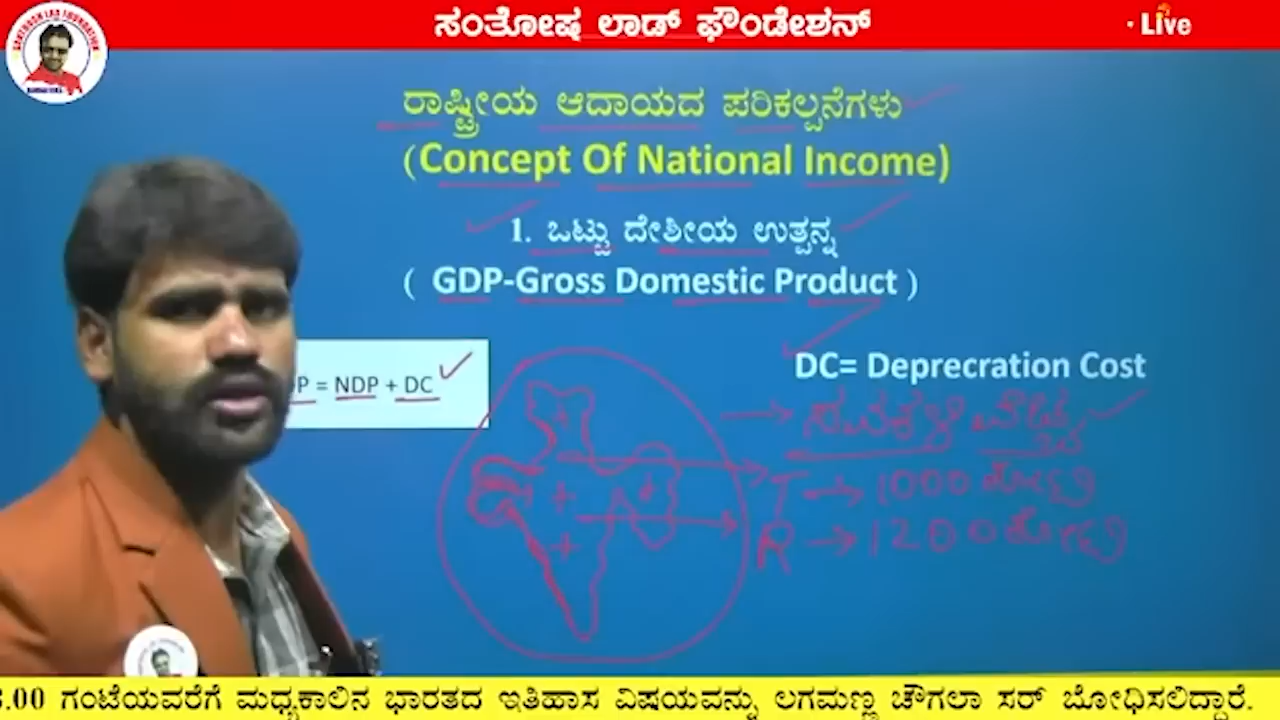 ಸಂತೋಷ ಲಾಡ್ ಫೌಂಡೇಶನ್
· Live
ರಾಷ್ಟ್ರೀಯ ಆದಾಯದ ಪರಿಕಲ್ಪನೆಗಳು
(Concept Of National Income)
1. ಒಟ್ಟು ದೇಶೀಯ ಉತ್ಪನ್ನ
( GDP-Gross Domestic Product )
DC= Deprecration Cost
P = NDP + DC
→ ಸವಕಳಿ ವೆಚ್ಚ
T → 1000 ಕೋಟಿ
R → 1200 ಕೋಟಿ
8.00 ಗಂಟೆಯವರೆಗೆ ಮಧ್ಯಕಾಲಿನ ಭಾರತದ ಇತಿಹಾಸ ವಿಷಯವನ್ನು ಲಗಮಣ್ಣ ಚೌಗಲಾ ಸರ್ ಬೋಧಿಸಲಿದ್ದಾರೆ.